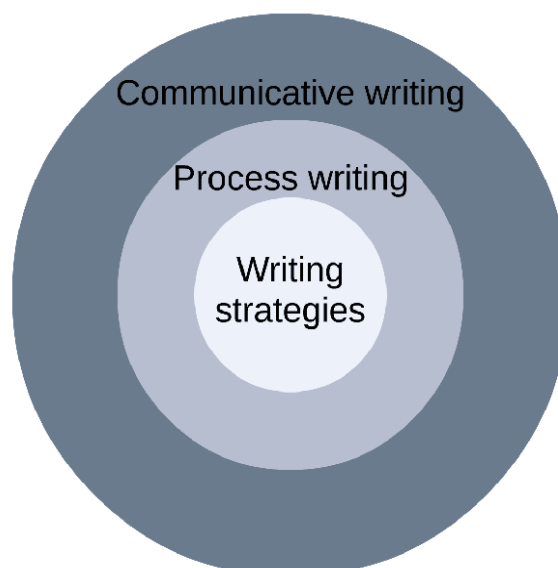 Communicative writing
Process writing
Writing
strategies